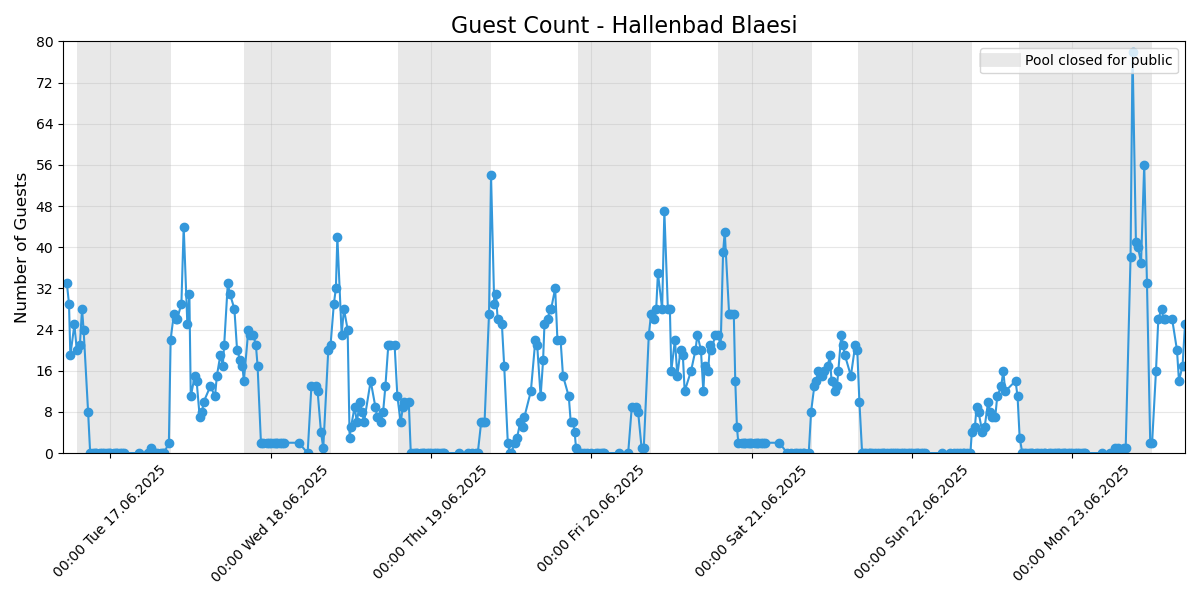 Guest Count - Hallenbad Blaesi
Pool closed for public
Number of Guests
80
72
64
56
48
40
32
24
16
8
0
00:00 Tue 17.06.2025
00:00 Wed 18.06.2025
00:00 Thu 19.06.2025
00:00 Fri 20.06.2025
00:00 Sat 21.06.2025
00:00 Sun 22.06.2025
00:00 Mon 23.06.2025